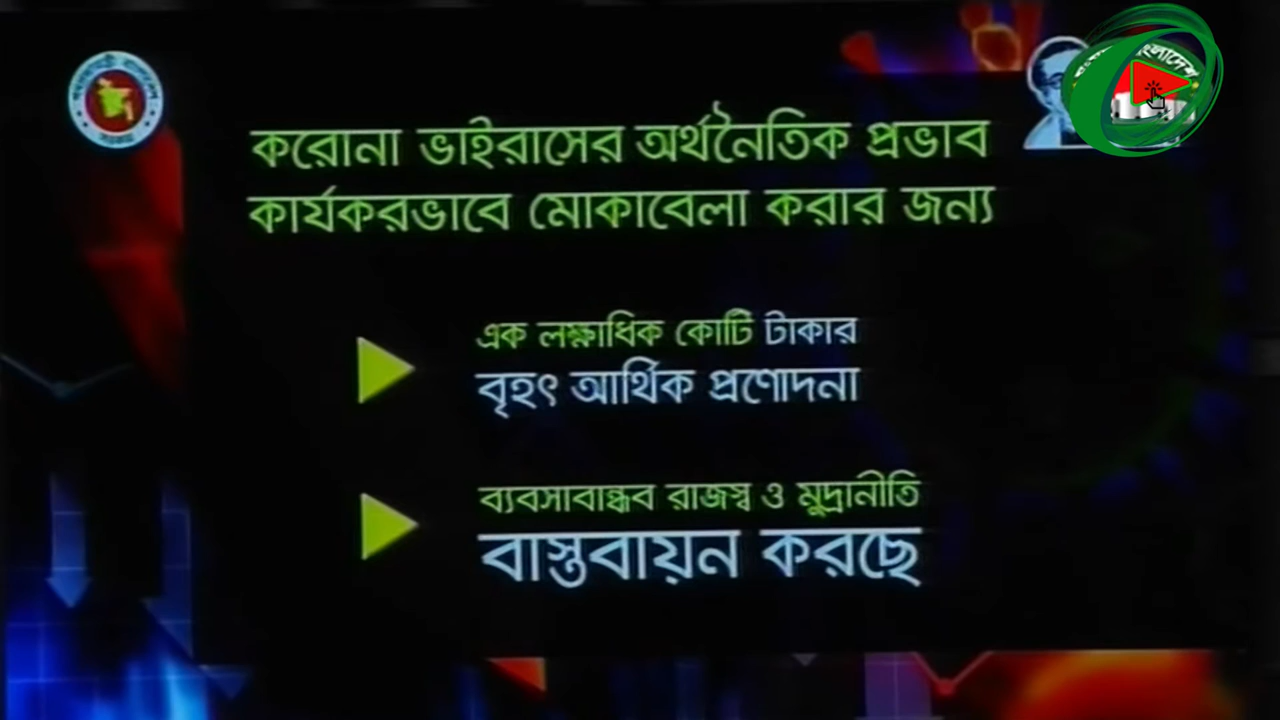 করোনা ভাইরাসের অর্থনৈতিক প্রভাব
কার্যকরভাবে মোকাবেলা করার জন্য
এক লক্ষাধিক কোটি টাকার
বৃহৎ আর্থিক প্রণোদনা
ব্যবসাবান্ধব রাজস্ব ও মুদ্রানীতি
বাস্তবায়ন করছে